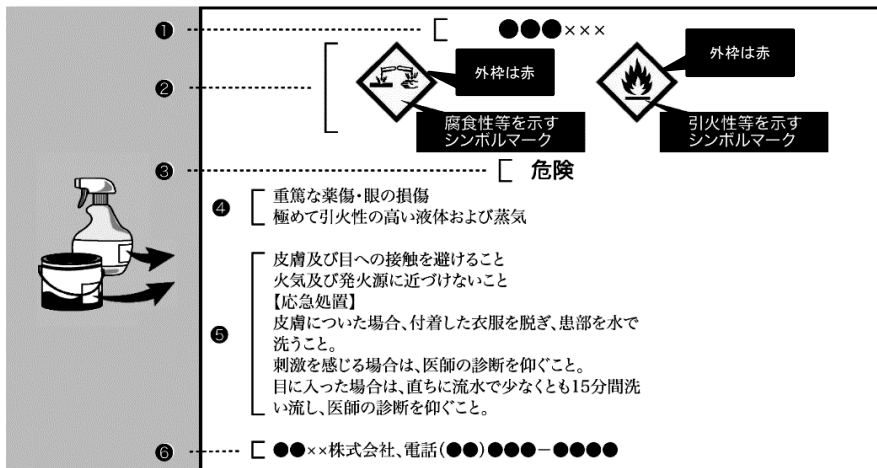 ❶ ●●●×××
❷
外枠は赤
外枠は赤
腐食性等を示す
シンボルマーク
引火性等を示す
シンボルマーク
❸ 危険
❹ 重篤な薬傷・眼の損傷
極めて引火性の高い液体および蒸気
❺ 皮膚及び目への接触を避けること
火気及び発火源に近づけないこと
【応急処置】
皮膚についた場合、付着した衣服を脱ぎ、患部を水で
洗うこと。
刺激を感じる場合は、医師の診断を仰ぐこと。
目に入った場合は、直ちに流水で少なくとも15分間洗
い流し、医師の診断を仰ぐこと。
❻ ●●××株式会社、電話(●●)●●●−●●●●